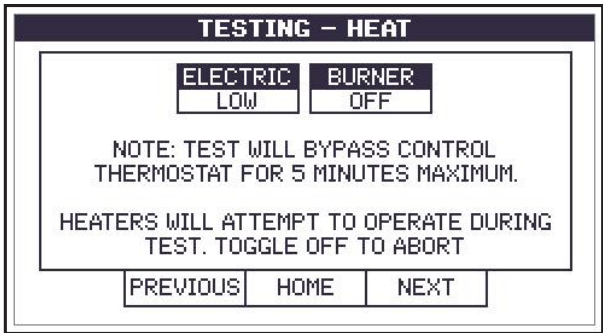 TESTING - HEAT
ELECTRIC BURNER
LOW OFF
NOTE: TEST WILL BYPASS CONTROL
THERMOSTAT FOR 5 MINUTES MAXIMUM.
HEATERS WILL ATTEMPT TO OPERATE DURING
TEST. TOGGLE OFF TO ABORT
PREVIOUS HOME NEXT